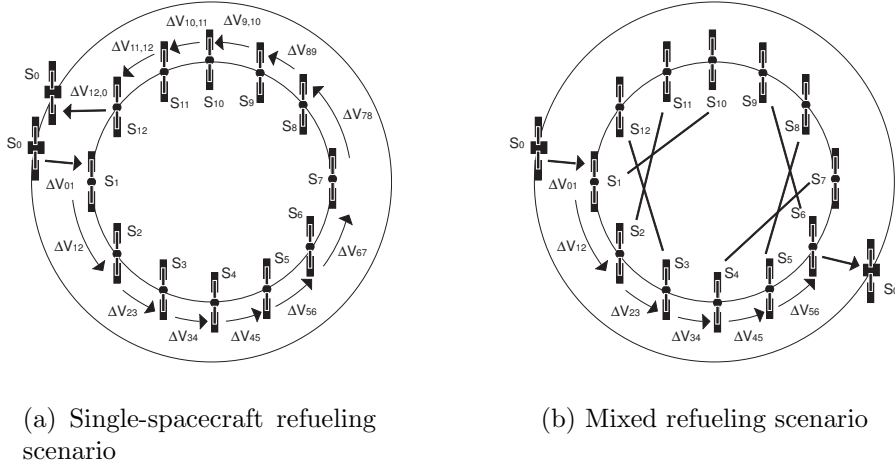 ΔV10,11
ΔV9,10
ΔV11,12
ΔV89
S0
ΔV12,0
S11
S10
S9
S12
S8
ΔV78
S0
S1
S7
ΔV01
S2
S6
ΔV12
S3
S4
S5
ΔV67
ΔV23
ΔV56
ΔV34
ΔV45
S11
S10
S9
S12
S8
S0
S1
S7
ΔV01
S2
S6
ΔV12
S3
S4
S5
S0
ΔV23
ΔV56
ΔV34
ΔV45
(a) Single-spacecraft refueling
scenario
(b) Mixed refueling scenario